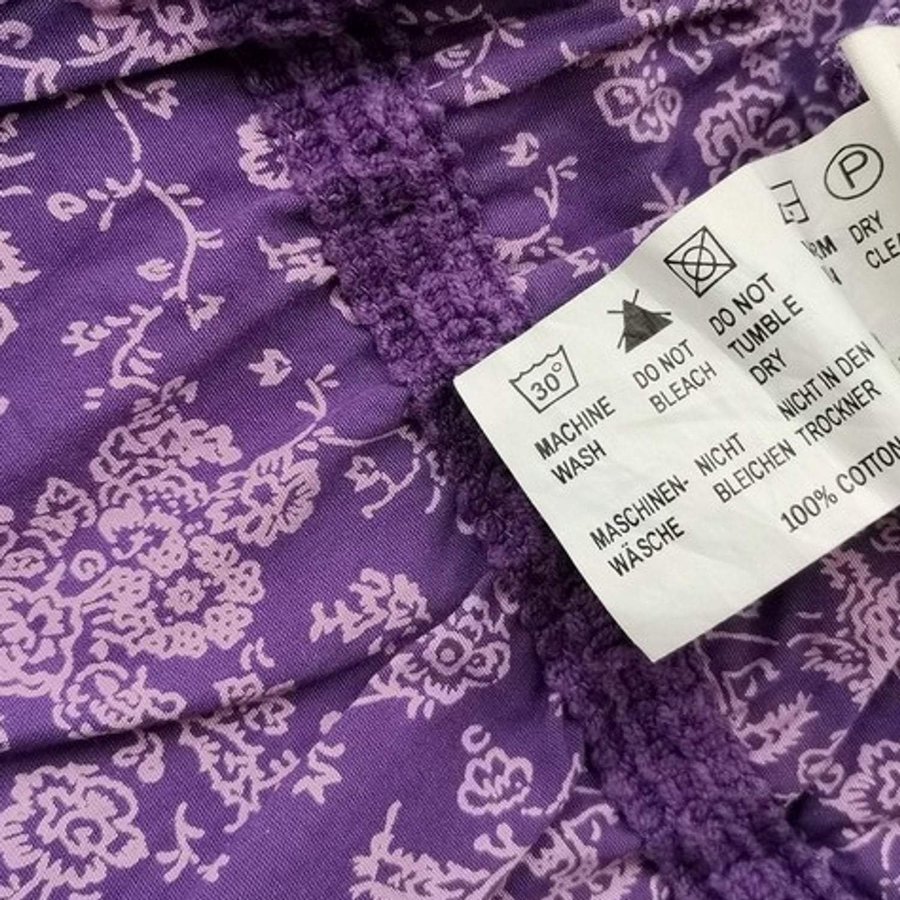 30°
MACHINE
WASH
DO NOT
BLEACH
DO NOT
TUMBLE
DRY
P
DRY
MASCHINEN-
WÄSCHE
NICHT
BLEICHEN
NICHT IN DEN
TROCKNER
100% COTTON